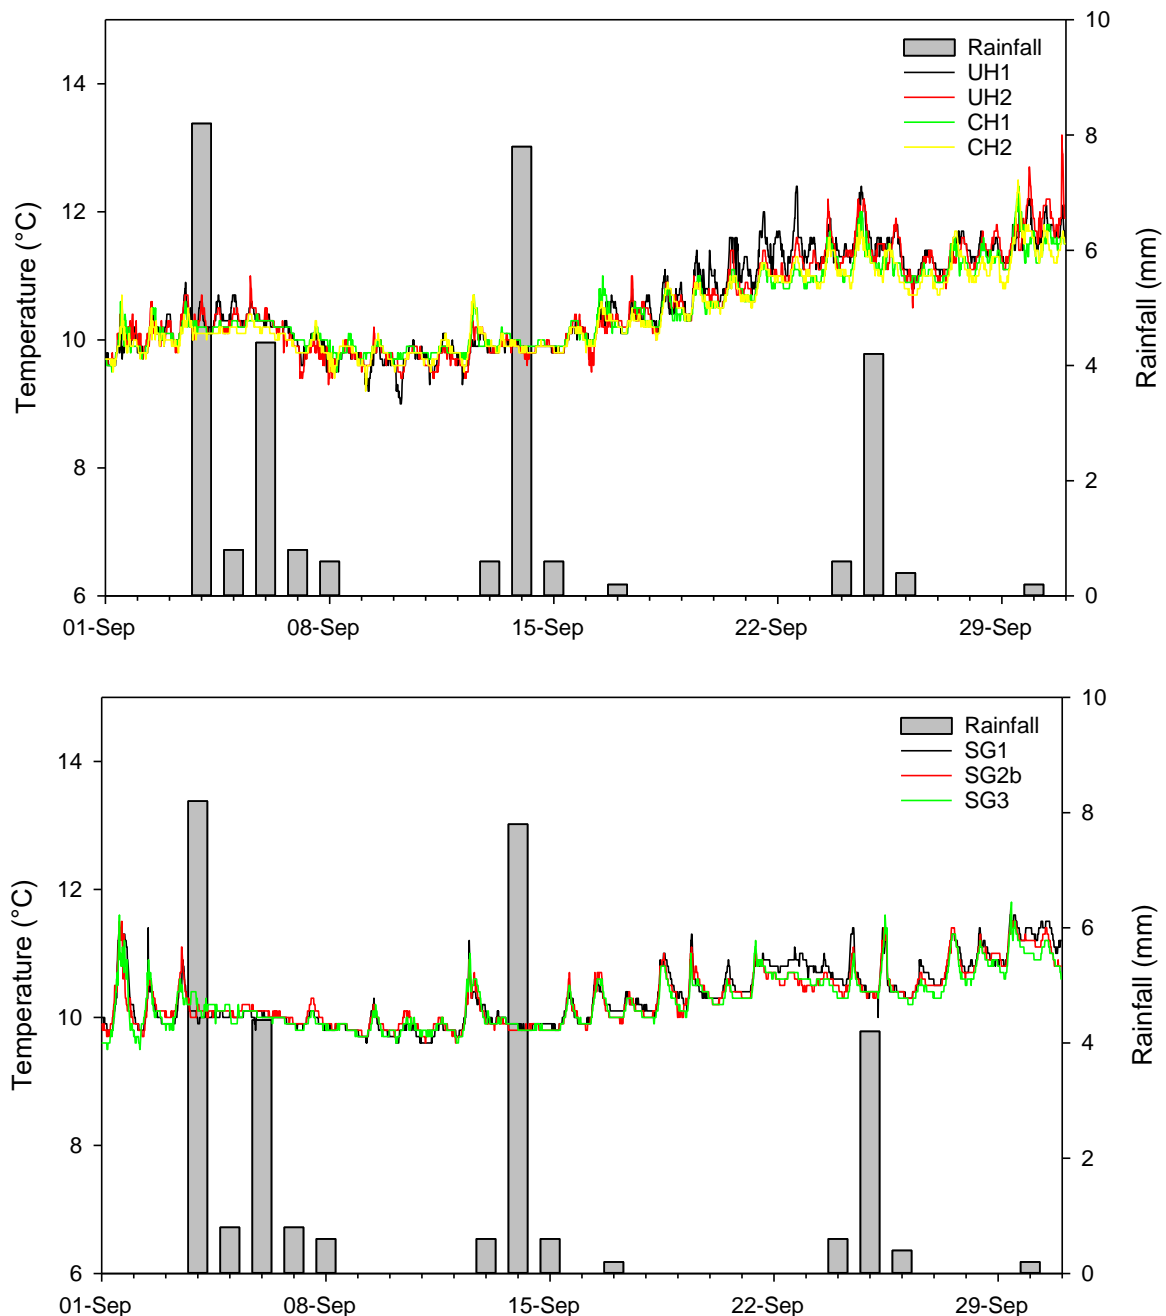 10
Rainfall
UH1
UH2
CH1
CH2
14
8
12
6
10
4
8
2
6
0
Temperature (°C)
Rainfall (mm)
01-Sep 08-Sep 15-Sep 22-Sep 29-Sep
10
Rainfall
SG1
SG2b
SG3
14
8
12
6
10
4
8
2
6
0
Temperature (°C)
Rainfall (mm)
01-Sep 08-Sep 15-Sep 22-Sep 29-Sep